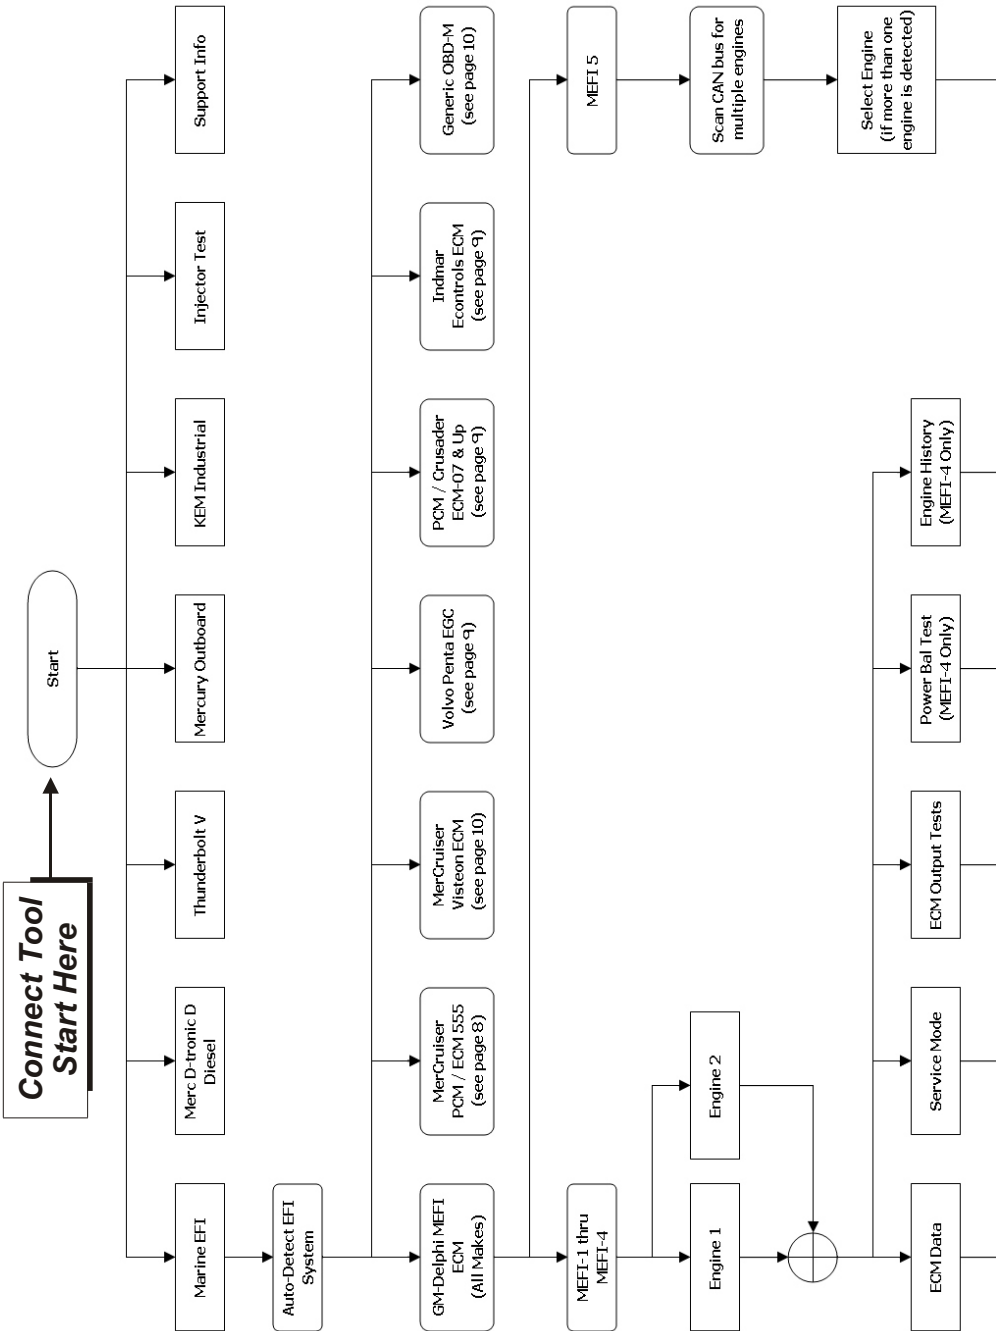 Connect Tool
Start Here
Start
Marine EFI
Merc D-tronic D
Diesel
Thunderbolt V
Mercury Outboard
KEM Industrial
Injector Test
Support Info
Auto-Detect EFI
System
GM-Delphi MEFI
ECM
(All Makes)
MerCruiser
PCM / ECM 555
(see page 8)
MerCruiser
Visteon ECM
(see page 10)
Volvo Penta EGC
(see page 9)
PCM / Crusader
ECM-07 & Up
(see page 9)
Indmar
Econtrols ECM
(see page 9)
Generic OBD-M
(see page 10)
MEFI-1 thru
MEFI-4
MEFI 5
Engine 1
Engine 2
Scan CAN bus for
multiple engines
Select Engine
(if more than one
engine is detected)
ECM Data
Service Mode
ECM Output Tests
Power Bal Test
(MEFI-4 Only)
Engine History
(MEFI-4 Only)